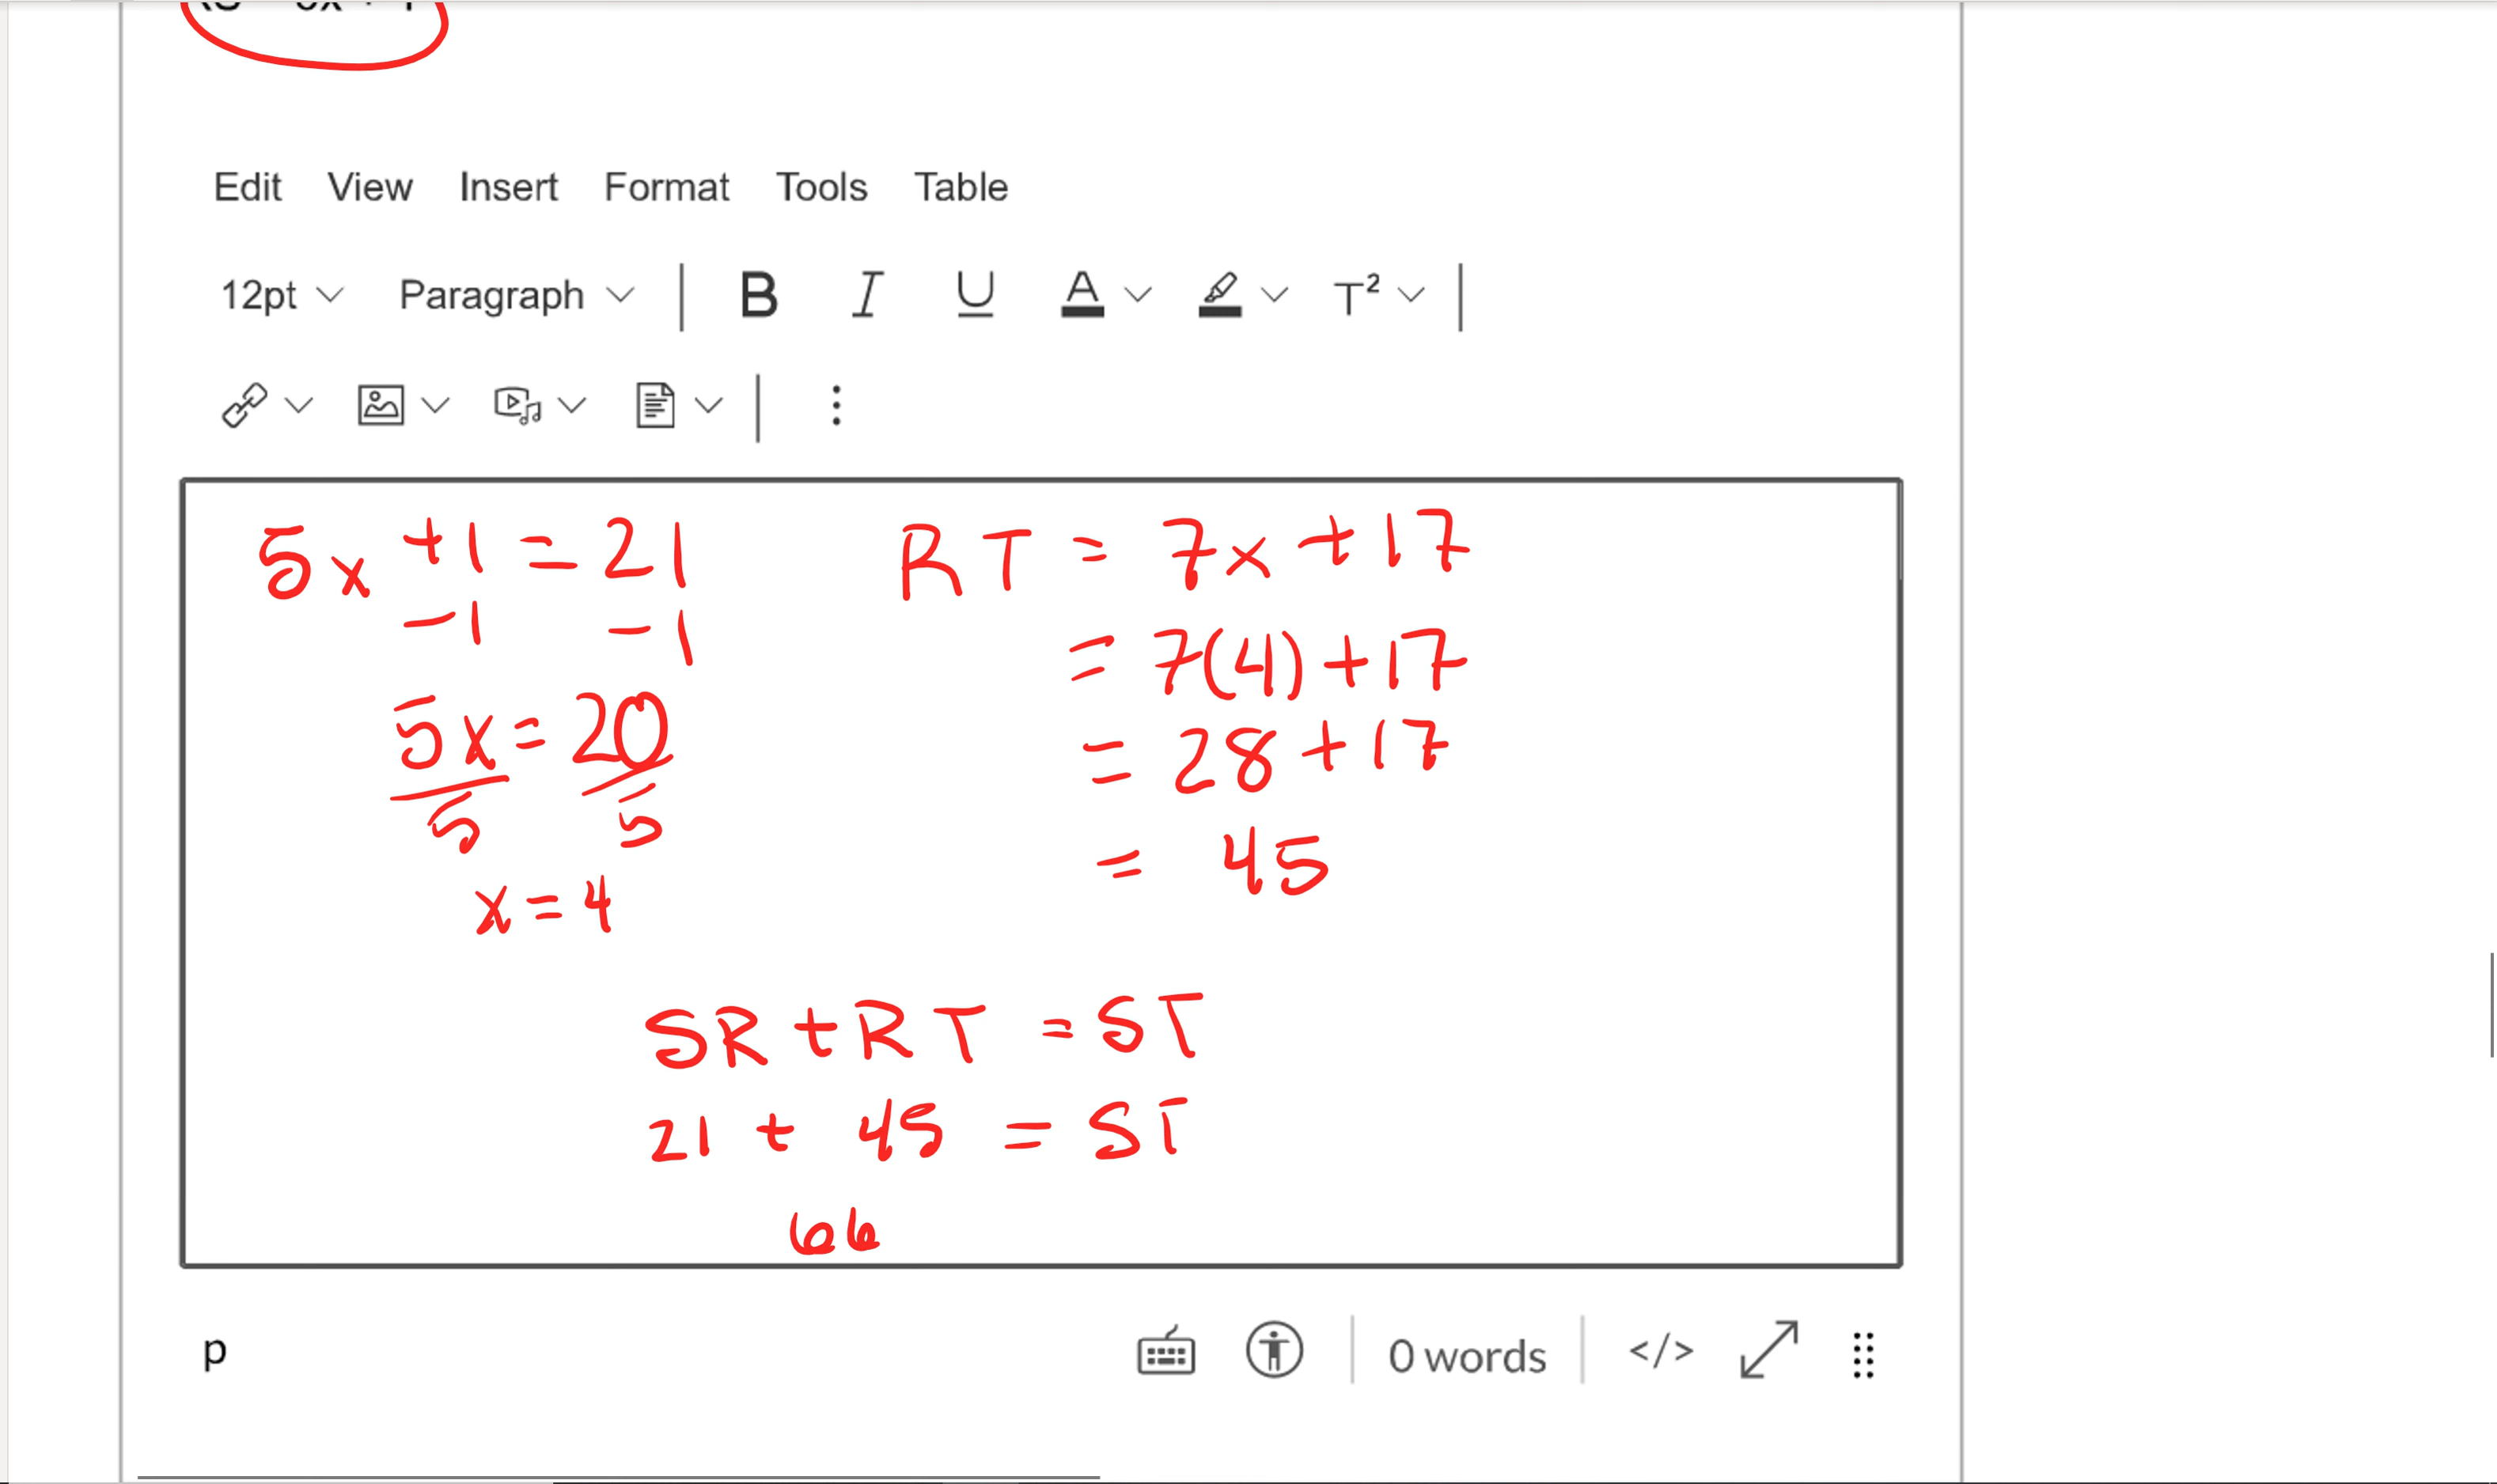 Edit View Insert Format Tools Table
12pt Paragraph B I U A T²
5x +1 = 21
-1 -1
5x = 20
5 5
x = 4
RT = 7x + 17
= 7(4) + 17
= 28 + 17
= 45
SR + RT = ST
21 + 45 = ST
66
p 0 words </>